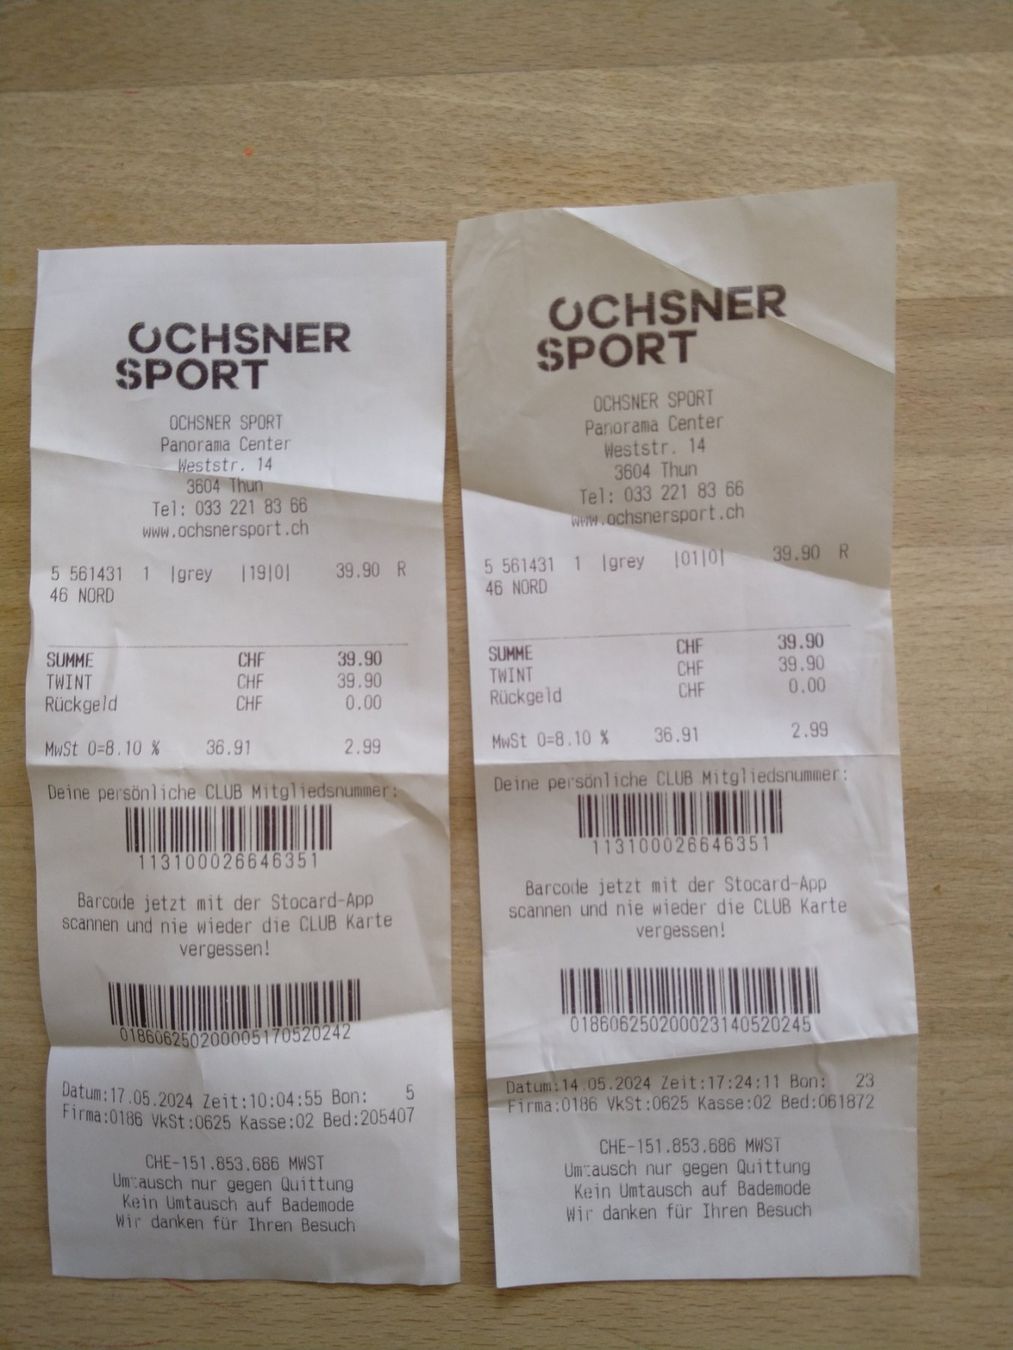 OCHSNER
SPORT
OCHSNER SPORT
Panorama Center
Weststr. 14
3604 Thun
Tel: 033 221 83 66
www.ochsnersport.ch
5 561431 1 |grey |19|0| 39.90 R
46 NORD
SUMME CHF 39.90
TWINT CHF 39.90
Rückgeld CHF 0.00
MwSt 0=8.10 % 36.91 2.99
Deine persönliche CLUB Mitgliedsnummer:
1131000026646351
Barcode jetzt mit der Stocard-App
scannen und nie wieder die CLUB Karte
vergessen!
018606250200005170520242
Datum:17.05.2024 Zeit:10:04:55 Bon: 5
Firma:0186 VkSt:0625 Kasse:02 Bed:205407
CHE-151.853.686 MWST
Umtausch nur gegen Quittung
Kein Umtausch auf Bademode
Wir danken für Ihren Besuch
OCHSNER
SPORT
OCHSNER SPORT
Panorama Center
Weststr. 14
3604 Thun
Tel: 033 221 83 66
www.ochsnersport.ch
5 561431 1 |grey |01|0| 39.90 R
46 NORD
SUMME CHF 39.90
TWINT CHF 39.90
Rückgeld CHF 0.00
MwSt 0=8.10 % 36.91 2.99
Deine persönliche CLUB Mitgliedsnummer:
1131000026646351
Barcode jetzt mit der Stocard-App
scannen und nie wieder die CLUB Karte
vergessen!
018606250200023140520245
Datum:14.05.2024 Zeit:17:24:11 Bon: 23
Firma:0186 VkSt:0625 Kasse:02 Bed:061872
CHE-151.853.686 MWST
Umtausch nur gegen Quittung
Kein Umtausch auf Bademode
Wir danken für Ihren Besuch